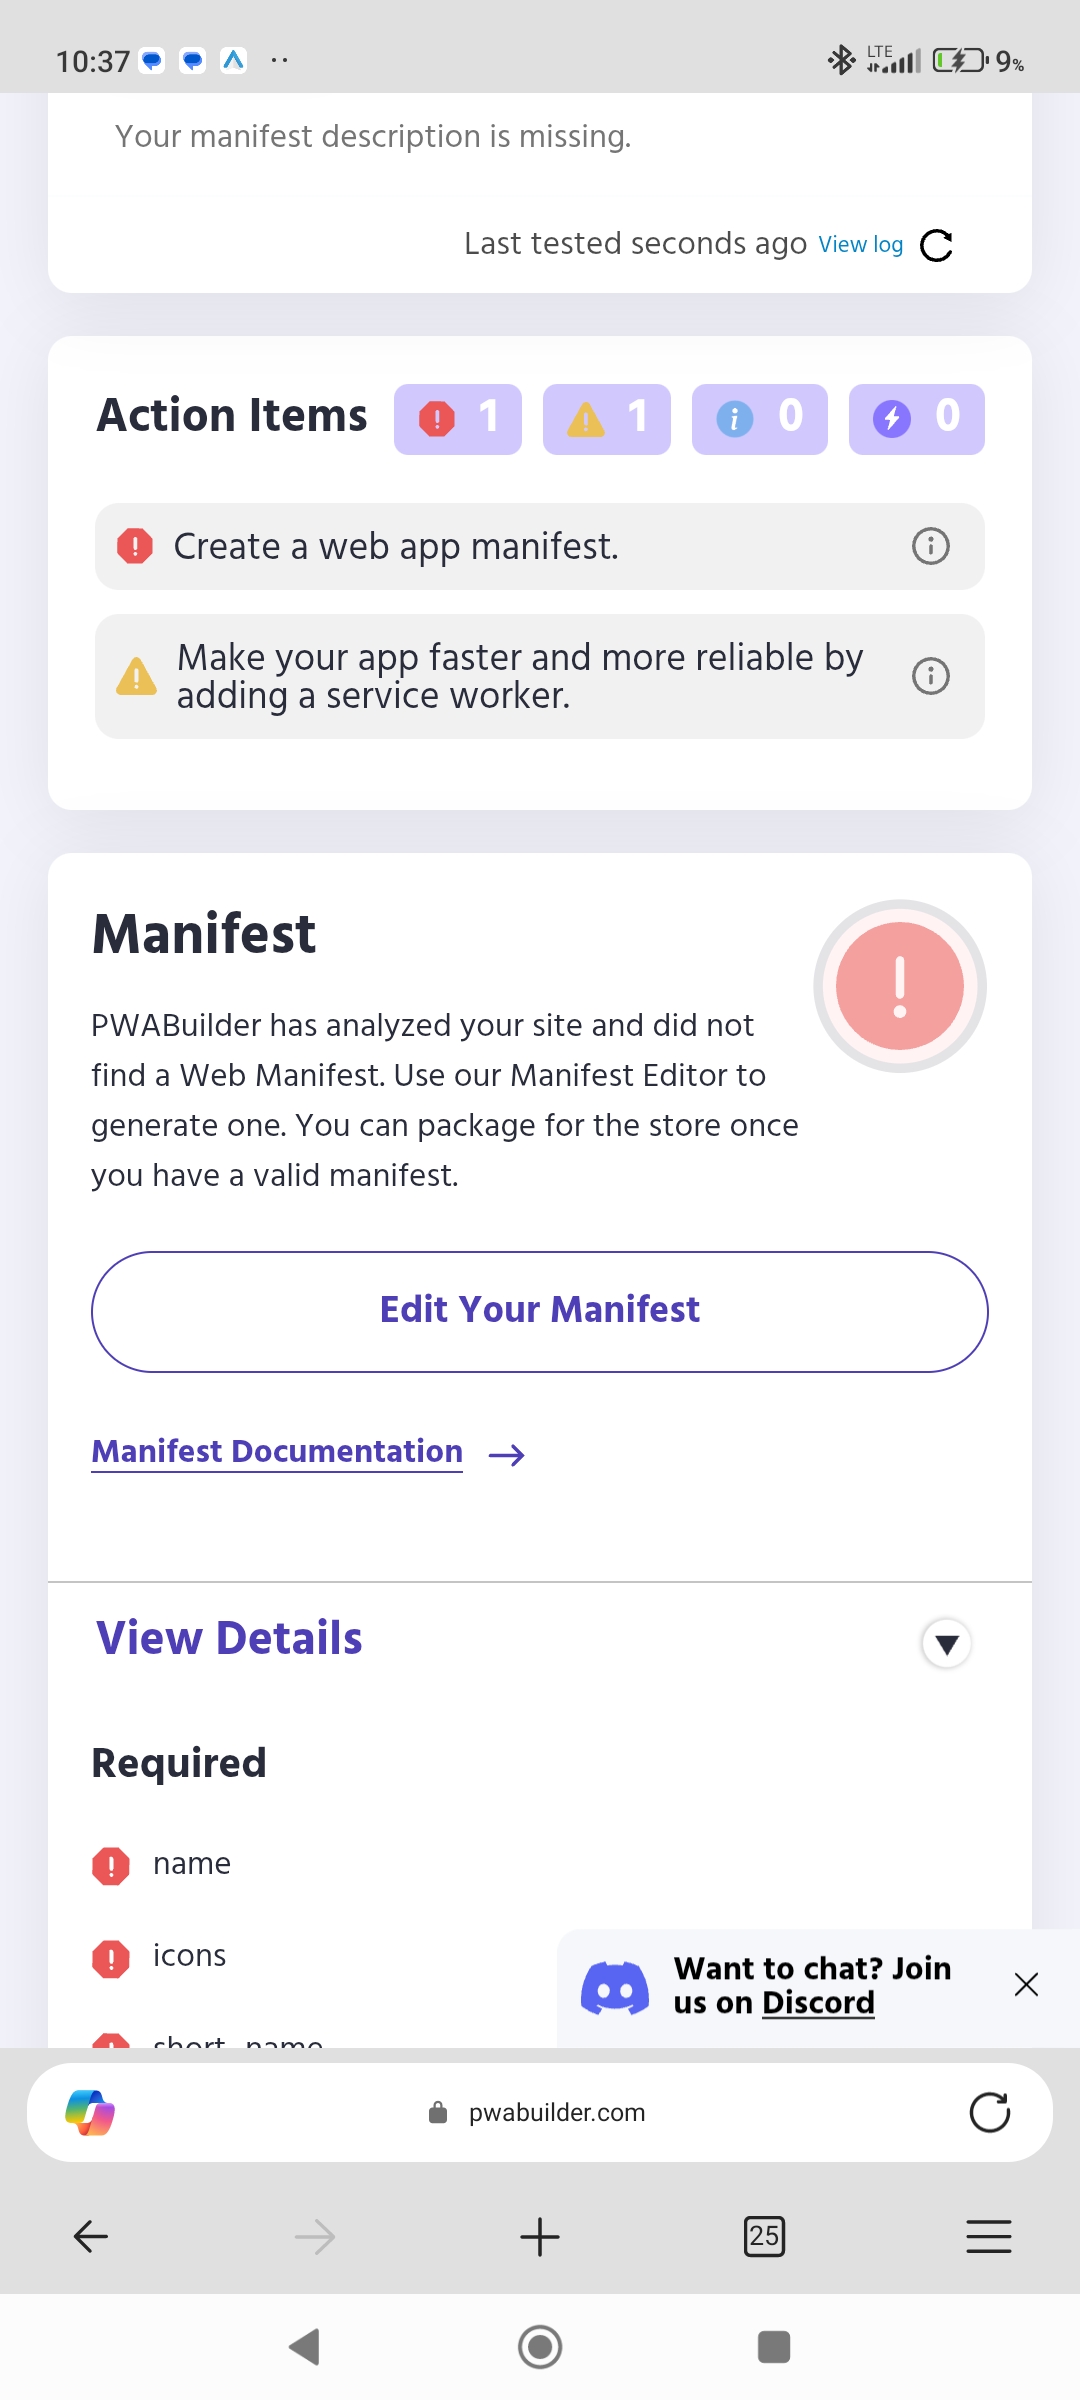 10:37
LTE
9%
Your manifest description is missing.
Last tested seconds ago View log
Action Items 1 1 0 0
Create a web app manifest.
Make your app faster and more reliable by
adding a service worker.
Manifest
PWABuilder has analyzed your site and did not
find a Web Manifest. Use our Manifest Editor to
generate one. You can package for the store once
you have a valid manifest.
Edit Your Manifest
Manifest Documentation
View Details
Required
name
icons
short_name
Want to chat? Join
us on Discord
pwabuilder.com
25